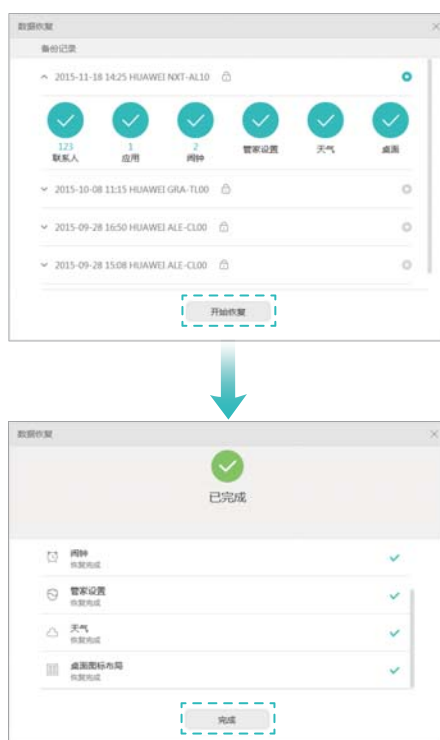 数据恢复
备份记录
2015-11-18 14:25 HUAWEI NXT-AL10
123 1 2
联系人 应用 闹钟 管家设置 天气 桌面
2015-10-08 11:15 HUAWEI GRA-TL00
2015-09-28 16:50 HUAWEI ALE-CL00
2015-09-28 15:08 HUAWEI ALE-CL00
开始恢复
数据恢复
已完成
闹钟
恢复完成
管家设置
恢复完成
天气
恢复完成
桌面图标布局
恢复完成
完成